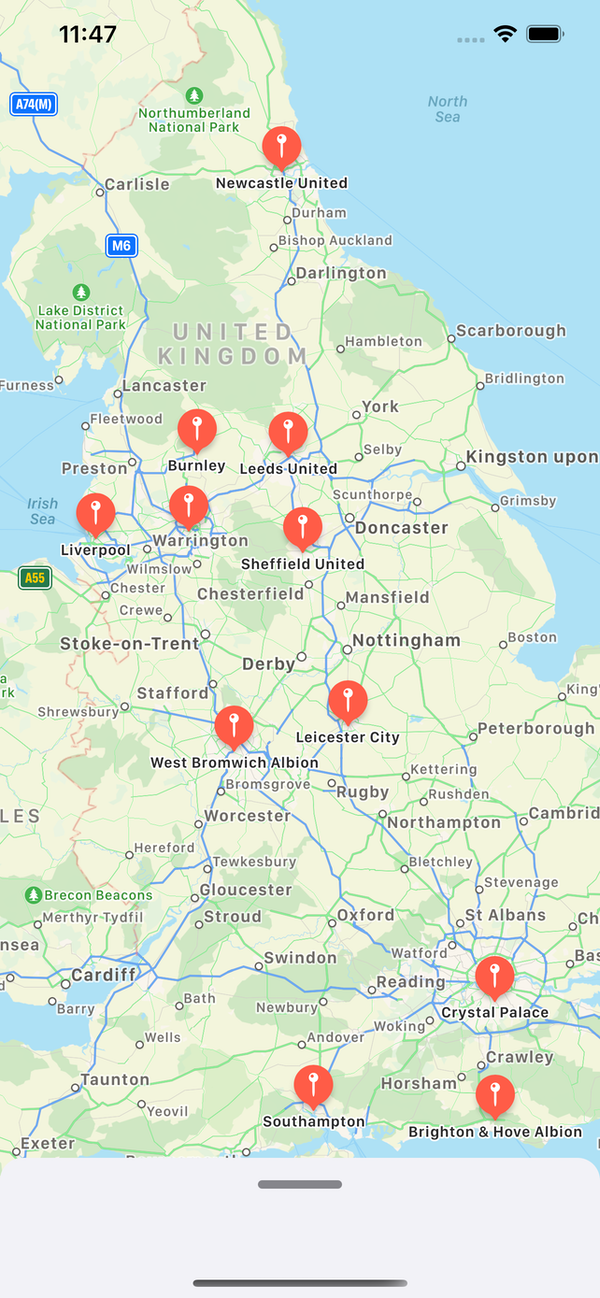 11:47
A74(M)
North
Sea
Northumberland
National Park
Carlisle
Newcastle United
Durham
M6
Bishop Auckland
Darlington
Lake District
National Park
UNITED
KINGDOM
Scarborough
Hambleton
Furness
Lancaster
Bridlington
York
Fleetwood
Selby
Preston
Burnley
Leeds United
Kingston upon
Scunthorpe
Grimsby
Irish
Sea
Doncaster
Liverpool
Warrington
Sheffield United
Wilmslow
A55
Chester
Chesterfield
Mansfield
Crewe
Stoke-on-Trent
Nottingham
Boston
Derby
a
rk
Stafford
King'
Shrewsbury
Leicester City
Peterborough
West Bromwich Albion
Kettering
Bromsgrove
Rugby
Rushden
LES
Worcester
Northampton
Cambrid
Hereford
Tewkesbury
Bletchley
Stevenage
Brecon Beacons
Gloucester
Merthyr Tydfil
Stroud
Oxford
St Albans
Ch
nsea
Watford
Swindon
Bas
Cardiff
Reading
d
Bath
Newbury
Barry
Crystal Palace
Woking
Wells
Andover
Crawley
Taunton
Horsham
Yeovil
Southampton
Brighton & Hove Albion
Exeter